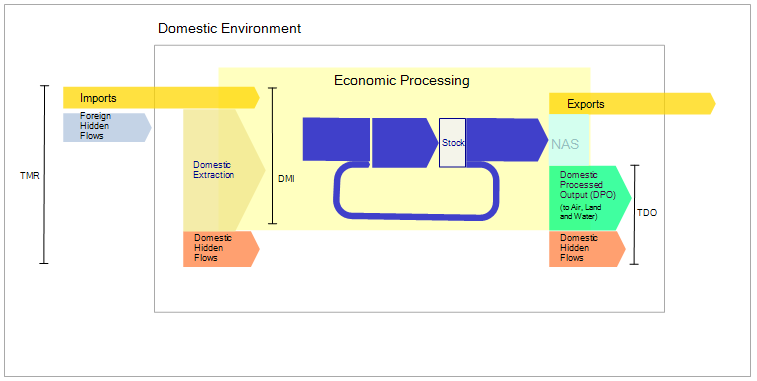 Domestic Environment
Economic Processing
Imports
Exports
Foreign
Hidden
Flows
Stock
NAS
Domestic
Extraction
DMI
TMR
Domestic
Processed
Output (DPO)
(to Air, Land
and Water)
TDO
Domestic
Hidden
Flows
Domestic
Hidden
Flows